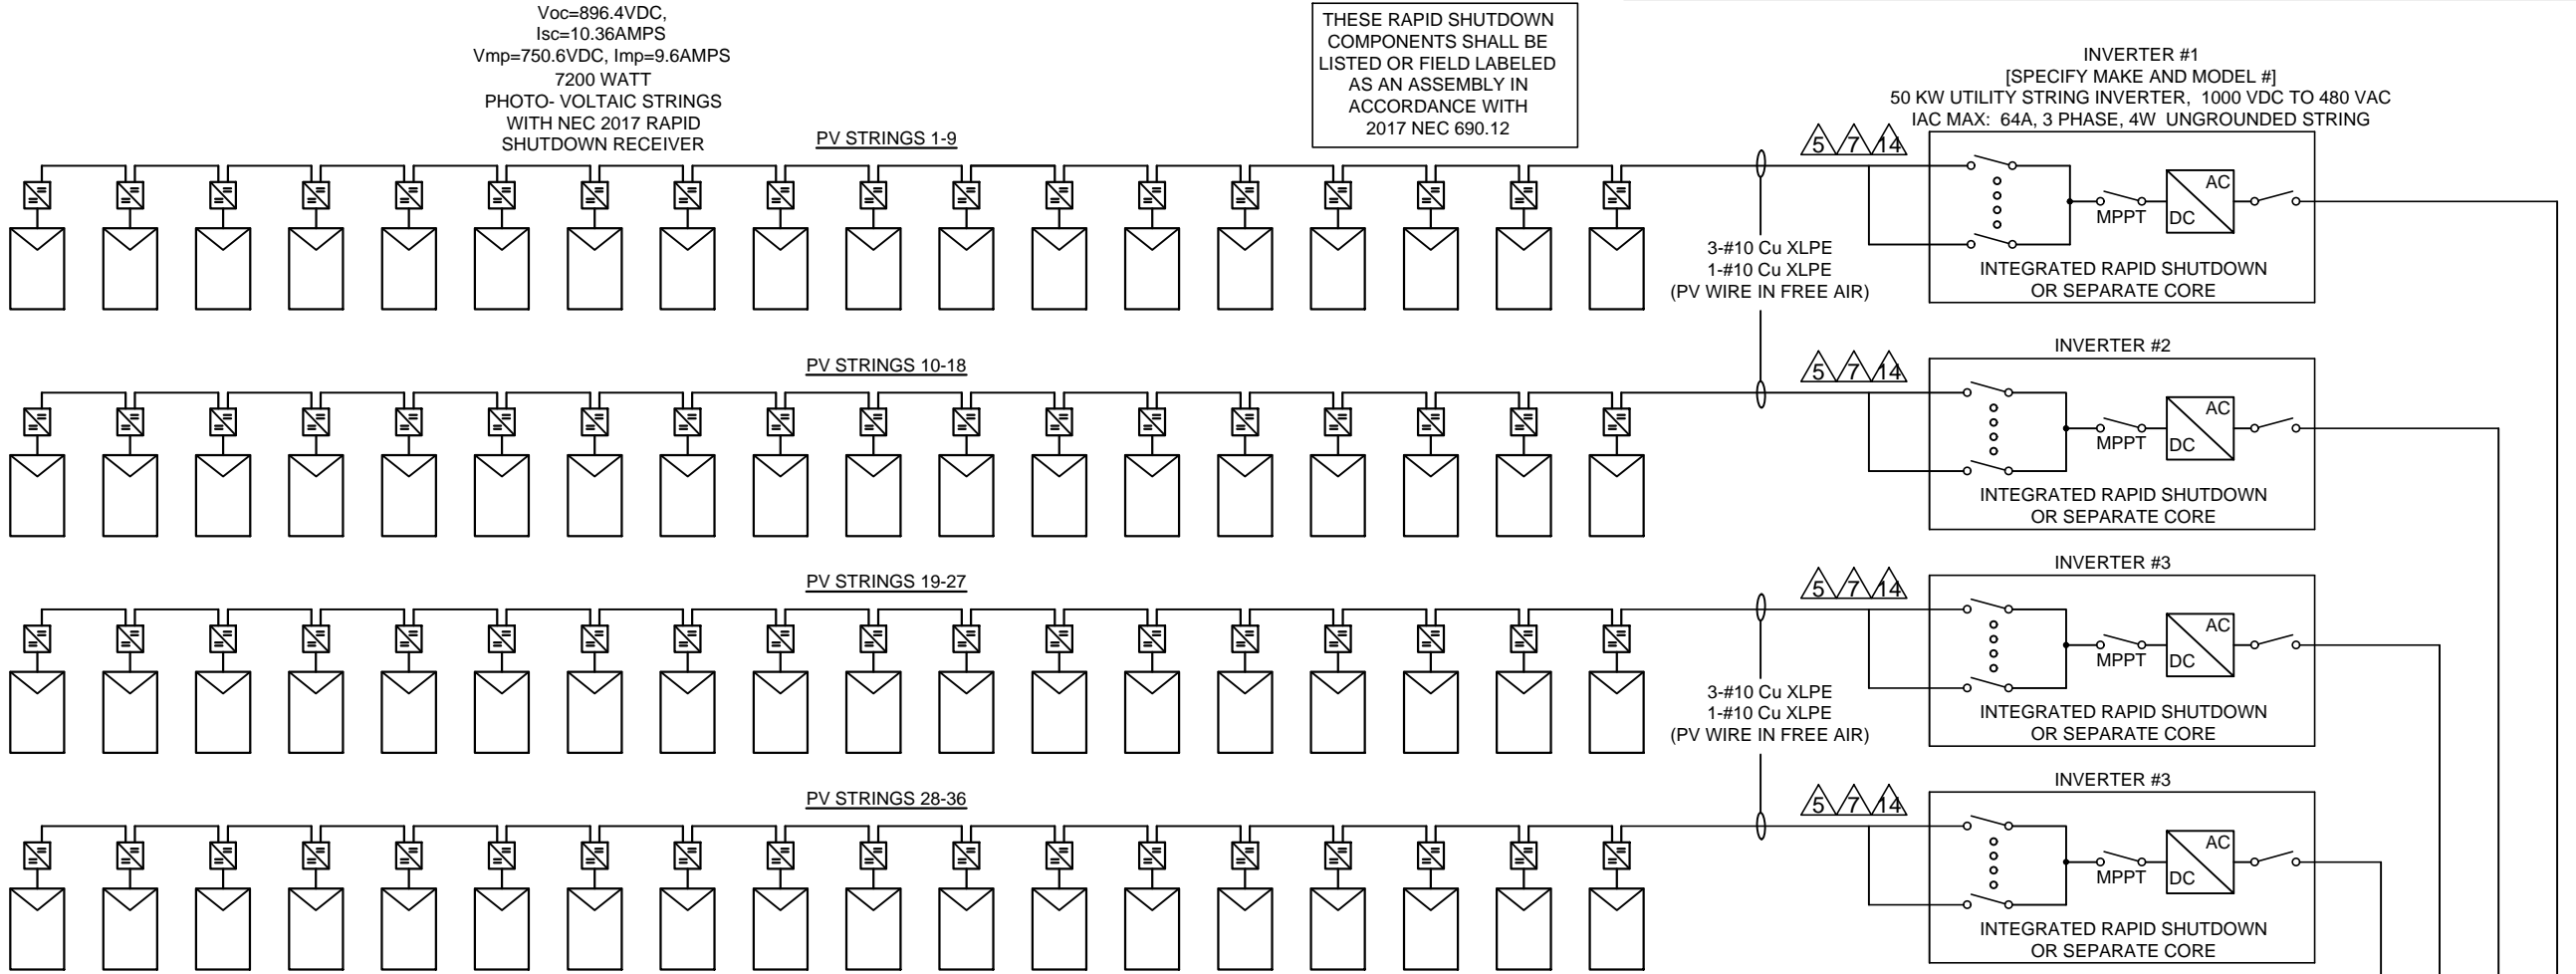 Voc=896.4VDC,
Isc=10.36AMPS
Vmp=750.6VDC, Imp=9.6AMPS
7200 WATT
PHOTO- VOLTAIC STRINGS
WITH NEC 2017 RAPID
SHUTDOWN RECEIVER
THESE RAPID SHUTDOWN
COMPONENTS SHALL BE
LISTED OR FIELD LABELED
AS AN ASSEMBLY IN
ACCORDANCE WITH
2017 NEC 690.12
INVERTER #1
[SPECIFY MAKE AND MODEL #]
50 KW UTILITY STRING INVERTER, 1000 VDC TO 480 VAC
IAC MAX: 64A, 3 PHASE, 4W UNGROUNDED STRING
PV STRINGS 1-9
5 7 14
MPPT
AC
DC
INTEGRATED RAPID SHUTDOWN
OR SEPARATE CORE
3-#10 Cu XLPE
1-#10 Cu XLPE
(PV WIRE IN FREE AIR)
PV STRINGS 10-18
5 7 14
INVERTER #2
MPPT
AC
DC
INTEGRATED RAPID SHUTDOWN
OR SEPARATE CORE
PV STRINGS 19-27
5 7 14
INVERTER #3
MPPT
AC
DC
INTEGRATED RAPID SHUTDOWN
OR SEPARATE CORE
3-#10 Cu XLPE
1-#10 Cu XLPE
(PV WIRE IN FREE AIR)
PV STRINGS 28-36
5 7 14
INVERTER #3
MPPT
AC
DC
INTEGRATED RAPID SHUTDOWN
OR SEPARATE CORE